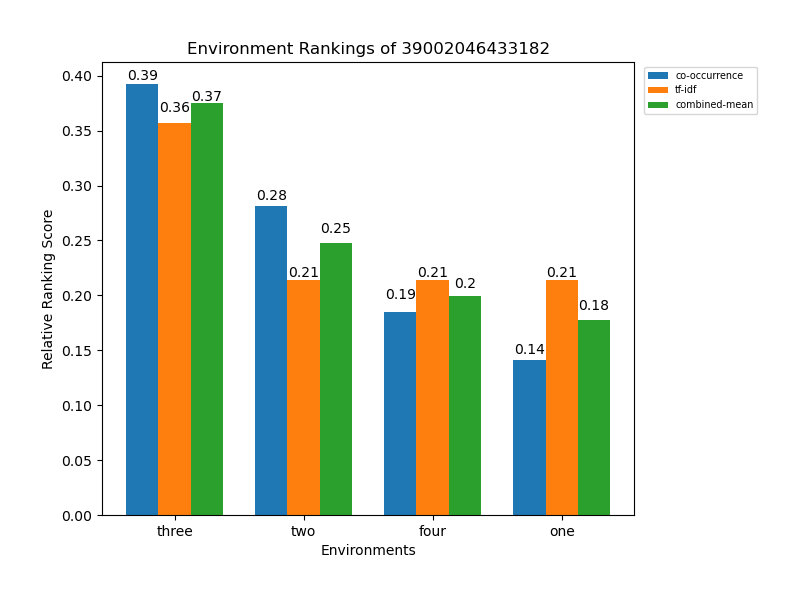 Environment Rankings of 39002046433182
co-occurrence
tf-idf
combined-mean
Relative Ranking Score
0.40
0.35
0.30
0.25
0.20
0.15
0.10
0.05
0.00
0.39
0.36
0.37
0.28
0.21
0.25
0.19
0.21
0.2
0.14
0.21
0.18
three
two
four
one
Environments